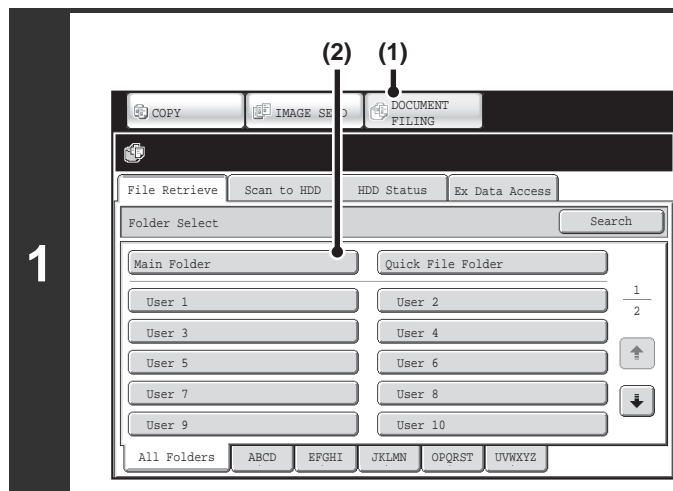 1
(2) (1)
COPY IMAGE SEND DOCUMENT
FILING
File Retrieve Scan to HDD HDD Status Ex Data Access
Folder Select Search
Main Folder Quick File Folder
User 1 User 2 1
User 3 User 4 2
User 5 User 6
User 7 User 8
User 9 User 10
All Folders ABCD EFGHI JKLMN OPQRST UVWXYZ